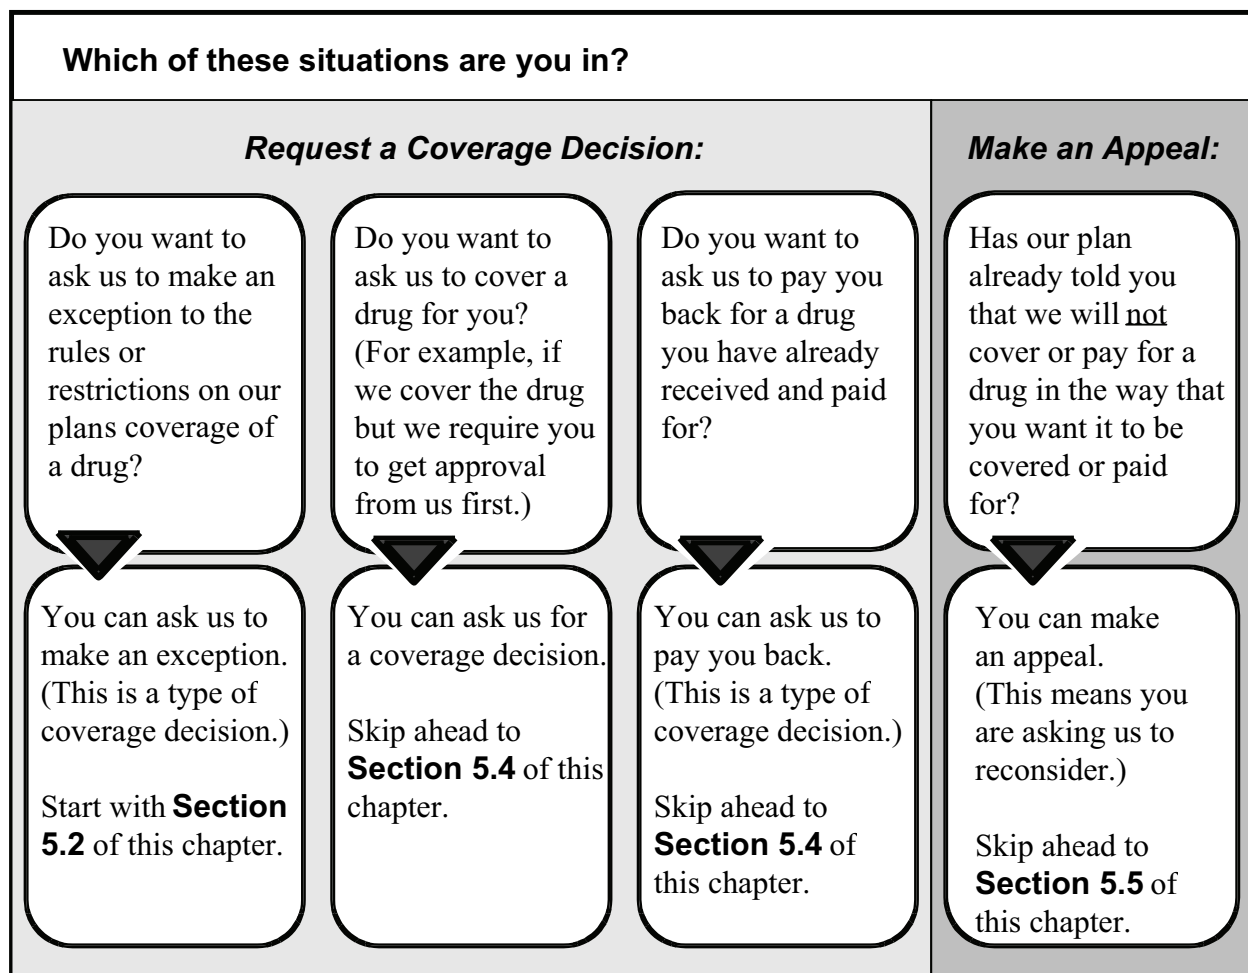 Which of these situations are you in?
Request a Coverage Decision:
Make an Appeal:
Do you want to
ask us to make an
exception to the
rules or
restrictions on our
plans coverage of
a drug?
You can ask us to
make an exception.
(This is a type of
coverage decision.)
Start with Section
5.2 of this chapter.
Do you want to
ask us to cover a
drug for you?
(For example, if
we cover the drug
but we require you
to get approval
from us first.)
You can ask us for
a coverage decision.
Skip ahead to
Section 5.4 of this
chapter.
Do you want to
ask us to pay you
back for a drug
you have already
received and paid
for?
You can ask us to
pay you back.
(This is a type of
coverage decision.)
Skip ahead to
Section 5.4 of
this chapter.
Has our plan
already told you
that we will not
cover or pay for a
drug in the way that
you want it to be
covered or paid
for?
You can make
an appeal.
(This means you
are asking us to
reconsider.)
Skip ahead to
Section 5.5 of
this chapter.